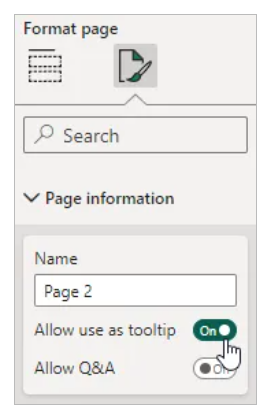 Format page
Search
Page information
Name
Page 2
Allow use as tooltip
On
Allow Q&A